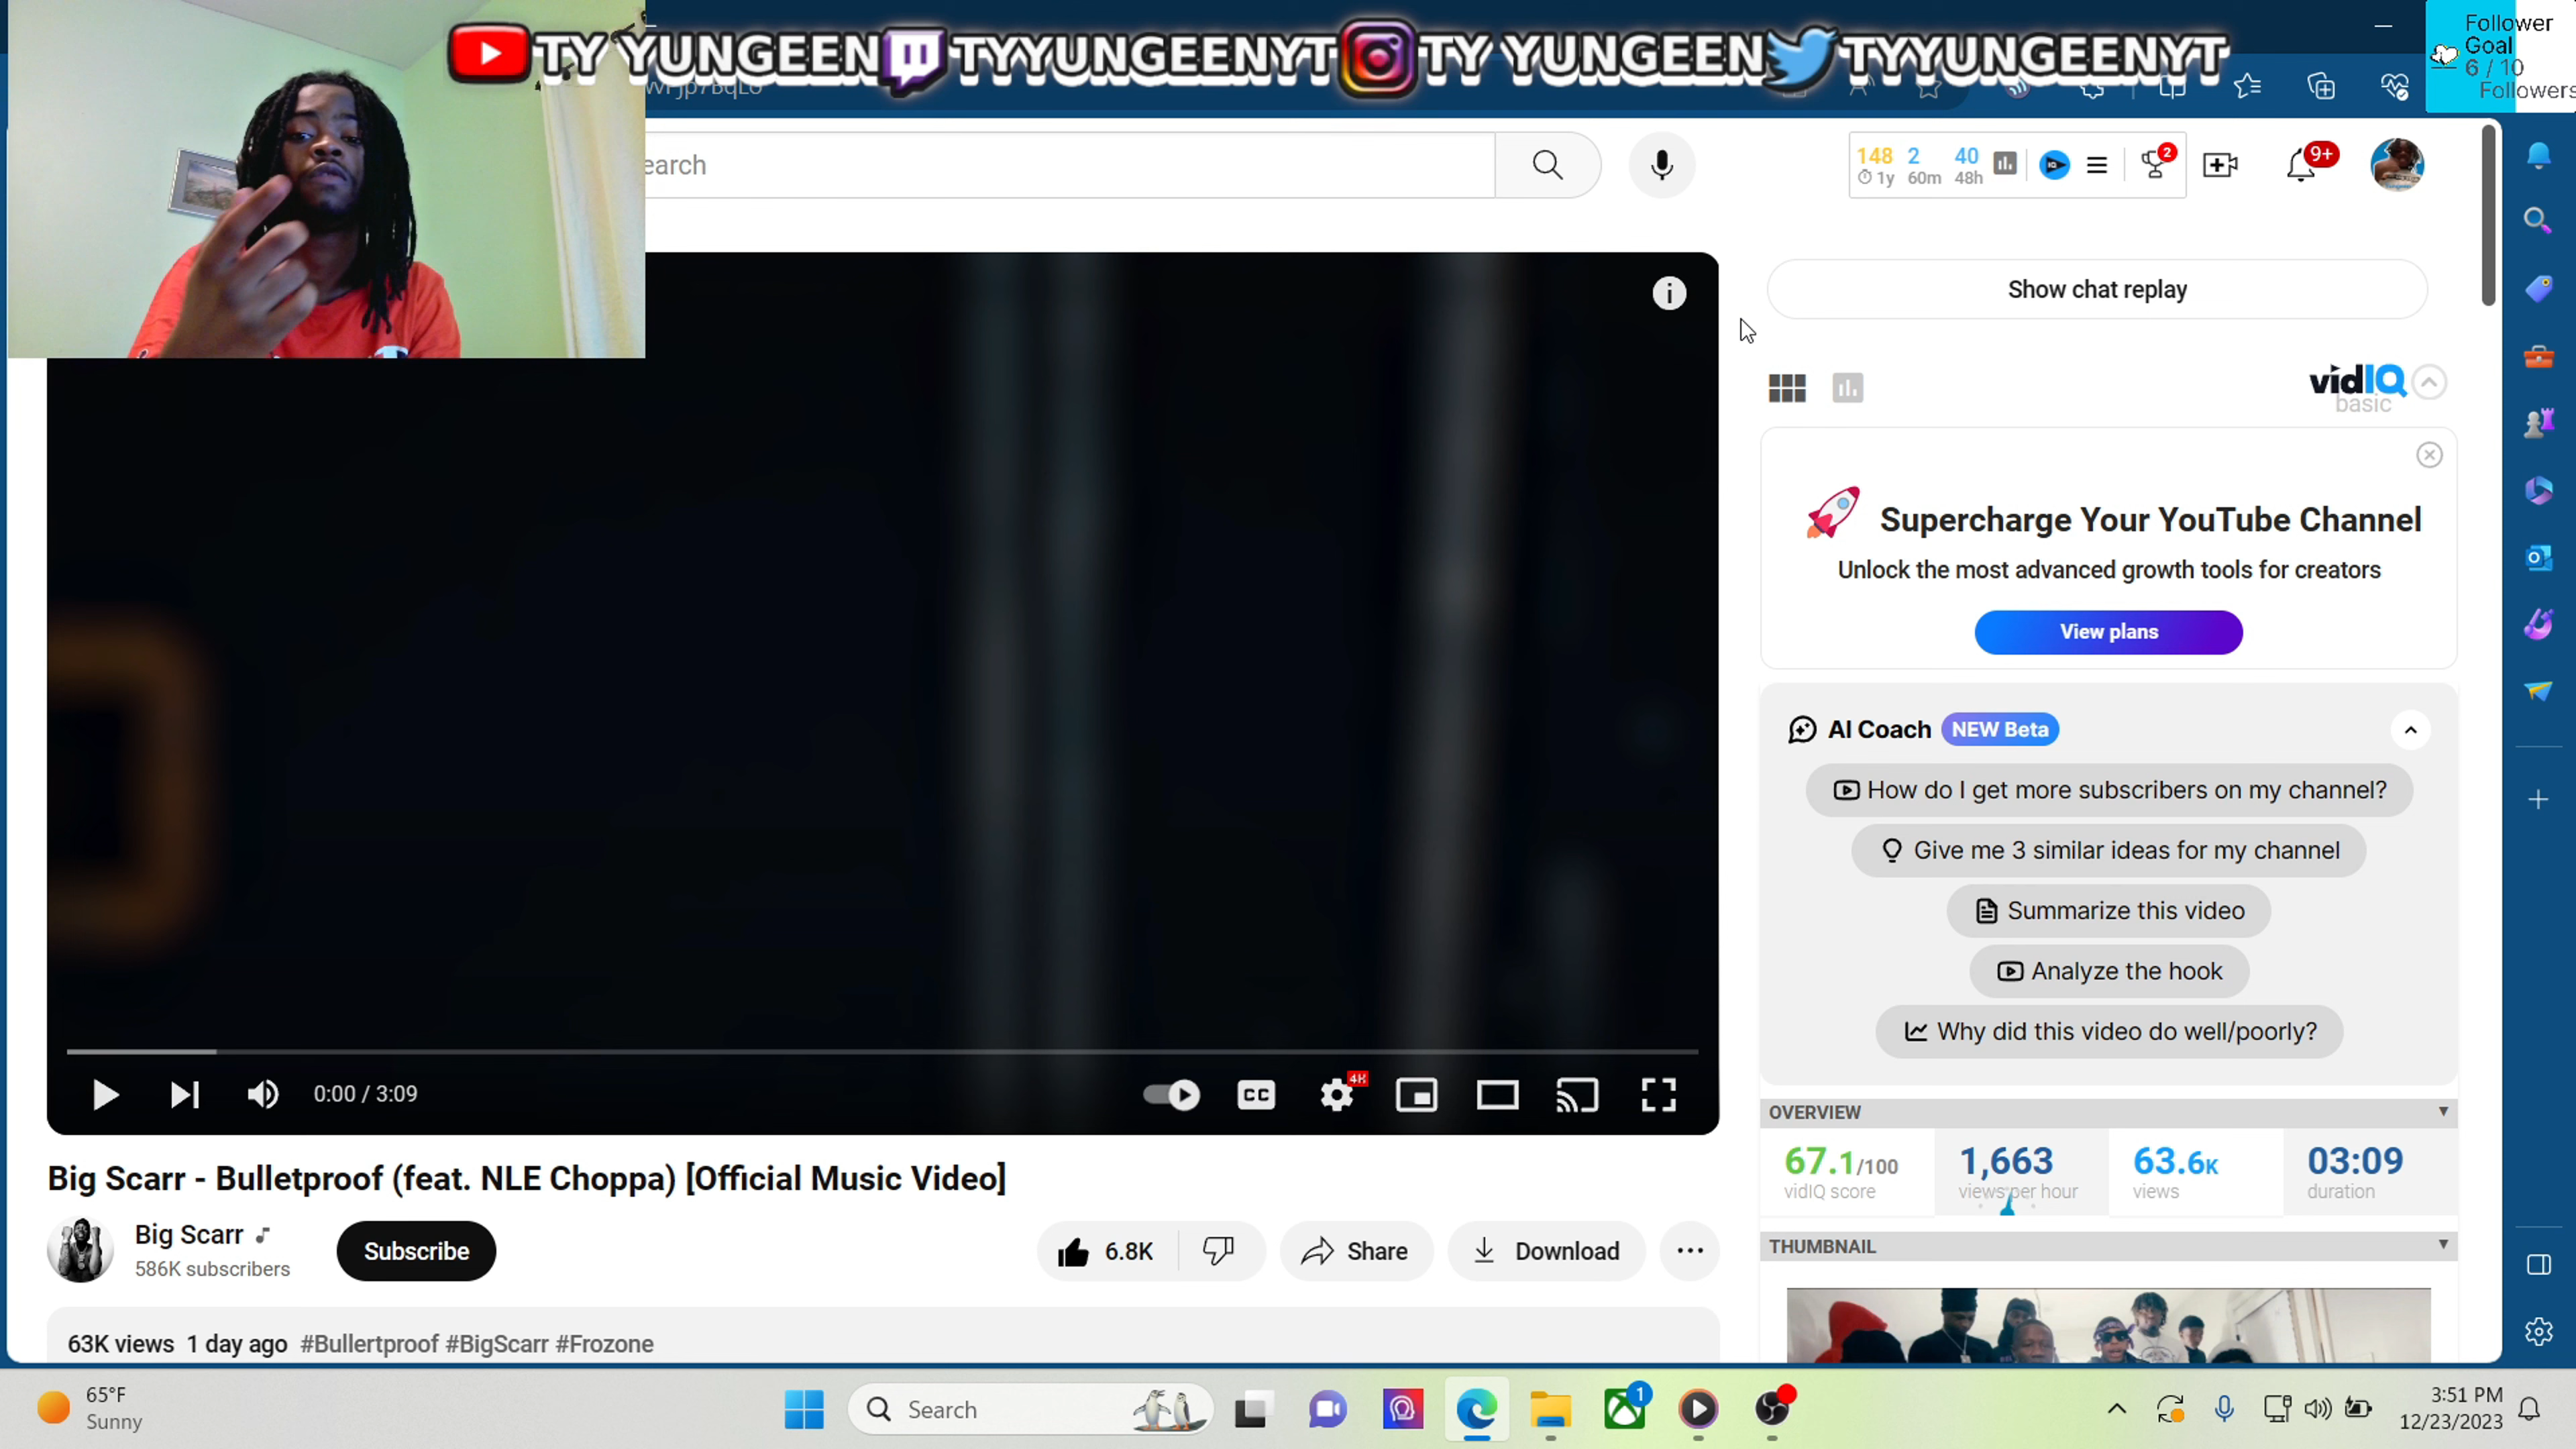 TY YUNGEEN TYYUNGEENYT TY YUNGEEN TYYUNGEENYT
Follower
Goal
6 / 10
Followers
earch
148 2 40
1y 60m 48h
2
9+
Show chat replay
vidIQ
basic
Supercharge Your YouTube Channel
Unlock the most advanced growth tools for creators
View plans
AI Coach NEW Beta
How do I get more subscribers on my channel?
Give me 3 similar ideas for my channel
Summarize this video
Analyze the hook
Why did this video do well/poorly?
OVERVIEW
67.1/100 1,663 63.6K 03:09
vidIQ score views per hour views duration
THUMBNAIL
0:00 / 3:09
CC
4K
Big Scarr - Bulletproof (feat. NLE Choppa) [Official Music Video]
Big Scarr
586K subscribers
Subscribe
6.8K
Share
Download
63K views 1 day ago #Bullertproof #BigScarr #Frozone
65°F
Sunny
Search
1
3:51 PM
12/23/2023